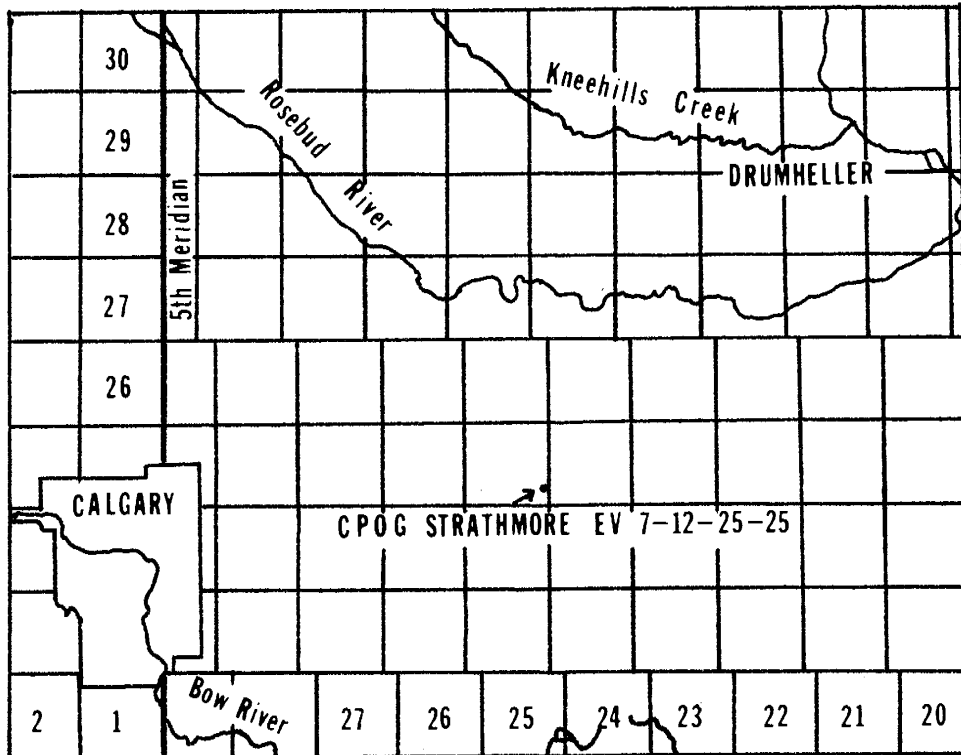 30
Rosebud River
Kneehills Creek
29
DRUMHELLER
5th Meridian
28
27
26
CALGARY
CPOG STRATHMORE EV 7-12-25-25
Bow River
2 1 27 26 25 24 23 22 21 20